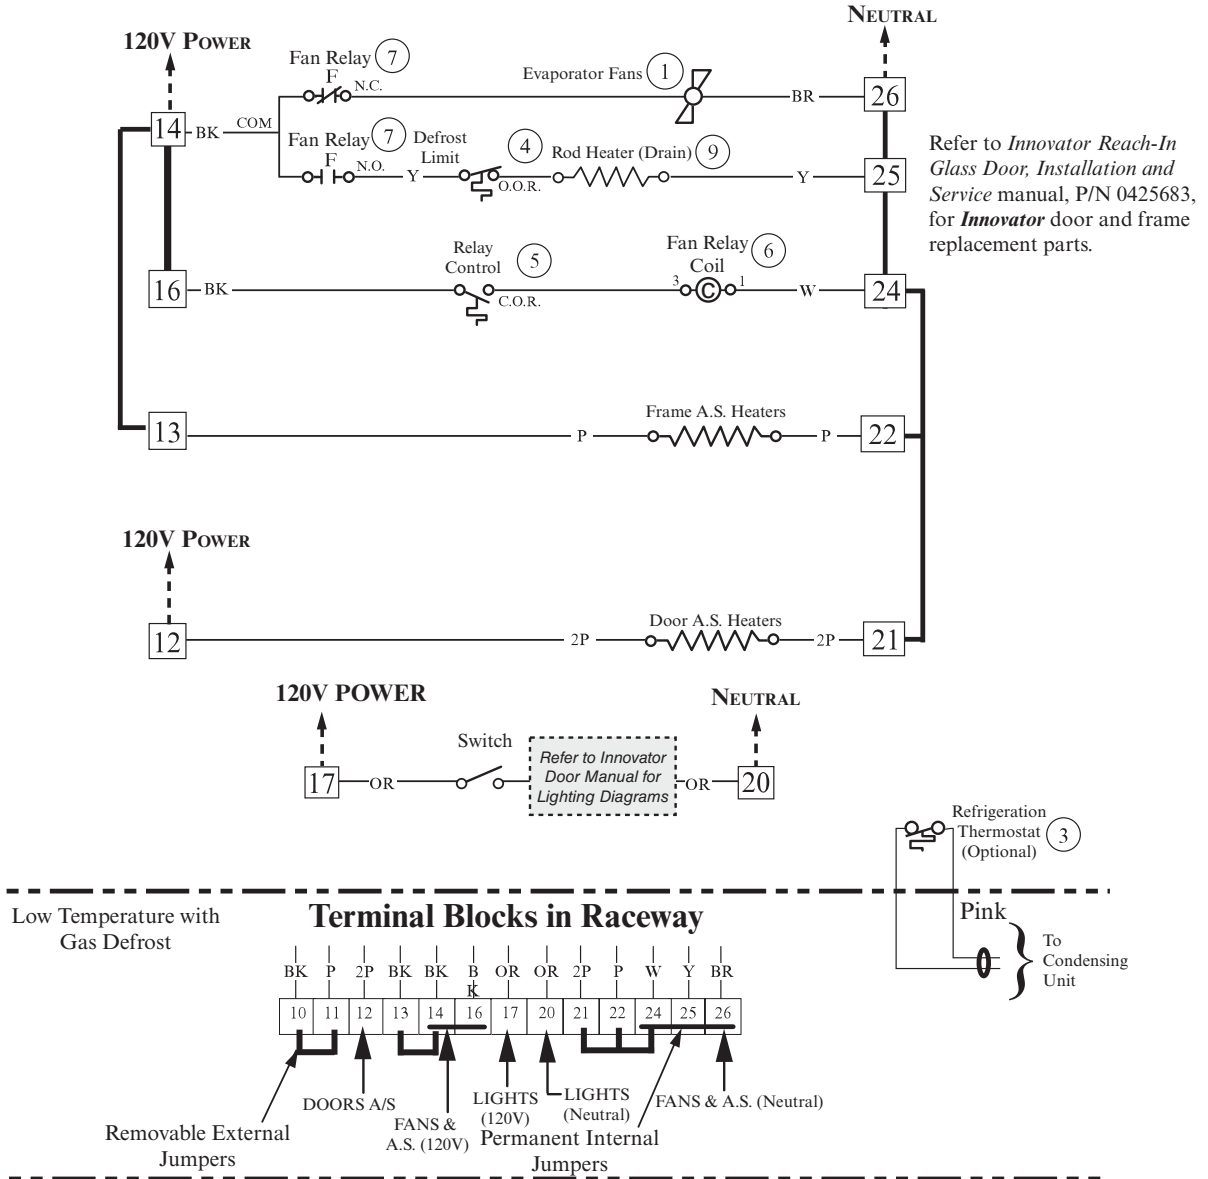 NEUTRAL
120V POWER
Fan Relay 7
F
N.C.
Evaporator Fans 1
BR
26
14
BK
COM
Fan Relay 7
F
N.O.
Y
Defrost
Limit
4
O.O.R.
Rod Heater (Drain) 9
Y
25
Refer to Innovator Reach-In
Glass Door, Installation and
Service manual, P/N 0425683,
for Innovator door and frame
replacement parts.
16
BK
Relay
Control
5
C.O.R.
Fan Relay
Coil
6
3
C
1
W
24
13
P
Frame A.S. Heaters
P
22
120V POWER
12
2P
Door A.S. Heaters
2P
21
120V POWER
NEUTRAL
17
OR
Switch
Refer to Innovator
Door Manual for
Lighting Diagrams
OR
20
Refrigeration
Thermostat
(Optional)
3
Low Temperature with
Gas Defrost
Terminal Blocks in Raceway
Pink
To
Condensing
Unit
BK P 2P BK BK B
K OR OR 2P P W Y BR
10 11 12 13 14 16 17 20 21 22 24 25 26
DOORS A/S
FANS &
A.S. (120V)
LIGHTS
(120V)
LIGHTS
(Neutral)
FANS & A.S. (Neutral)
Removable External
Jumpers
Permanent Internal
Jumpers